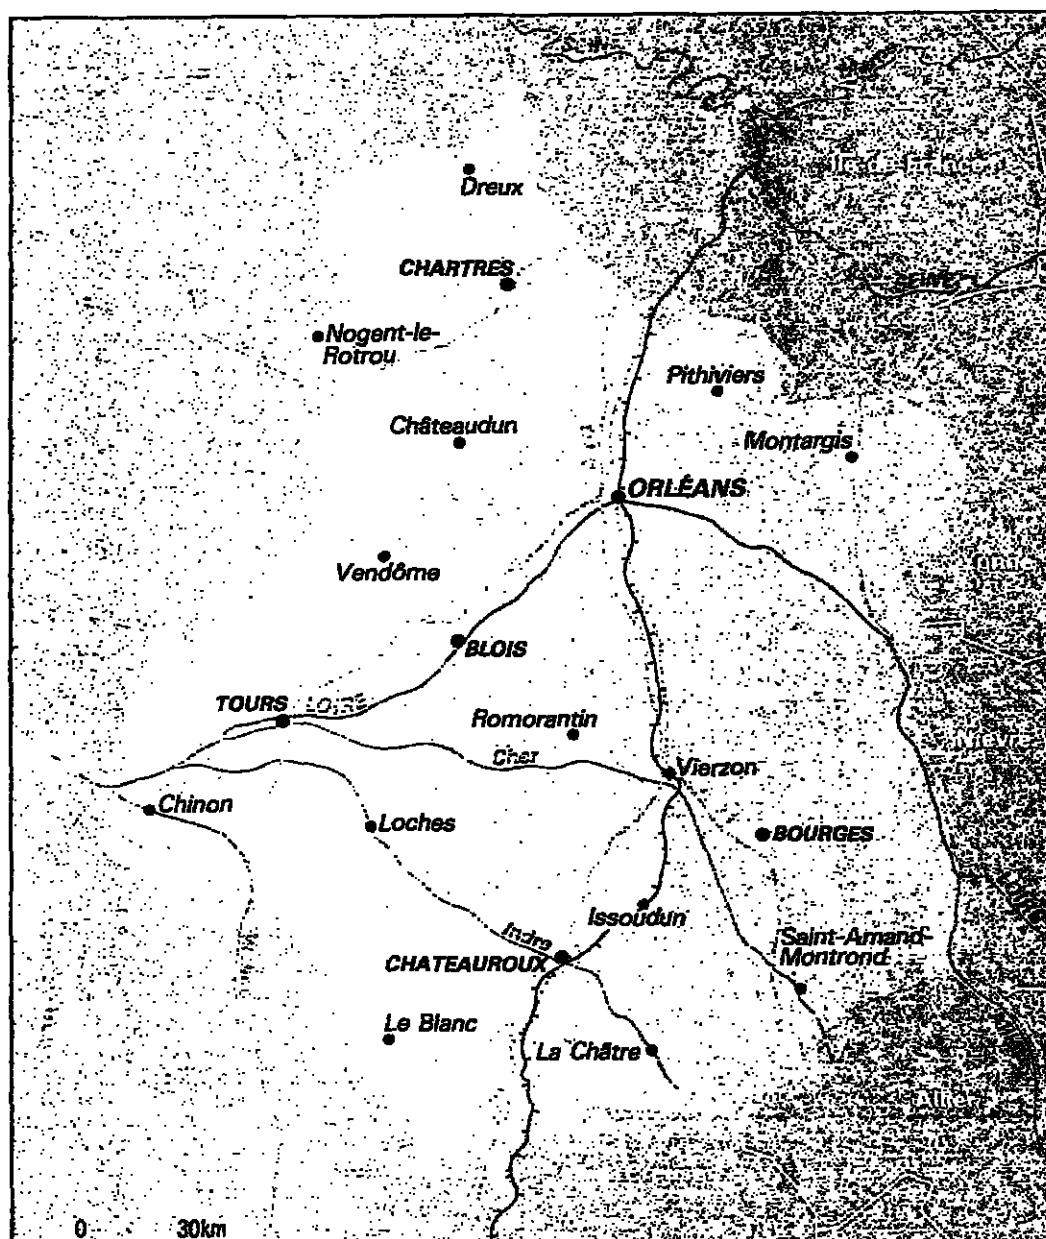 Dreux
CHARTRES
Nogent-le-
Rotrou
SEINE
Pithiviers
Châteaudun
Montargis
ORLÉANS
Vendôme
BLOIS
TOURS
LOIRE
Romorantin
Cher
Vierzon
Chinon
Loches
BOURGES
Issoudun
Indre
CHATEAUROUX
Saint-Amand-
Montrond
Le Blanc
La Châtre
0 30km